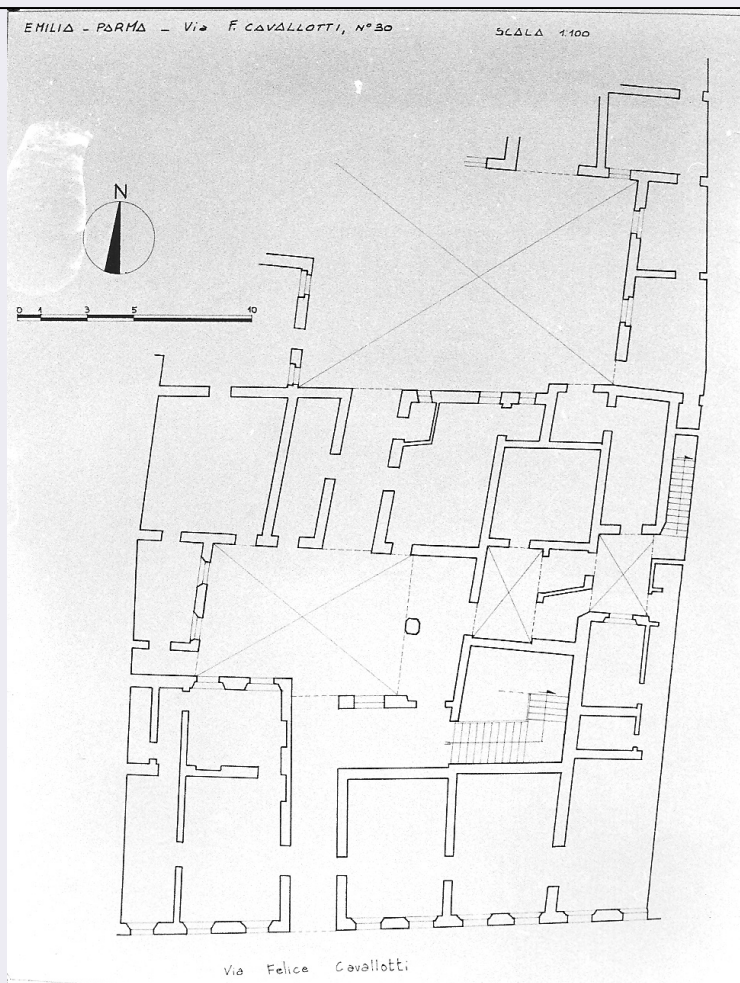 EMILIA - PARMA - Via F. CAVALLOTTI, N° 30
SCALA 1:100
N
0 1 3 5 10
Via Felice Cavallotti